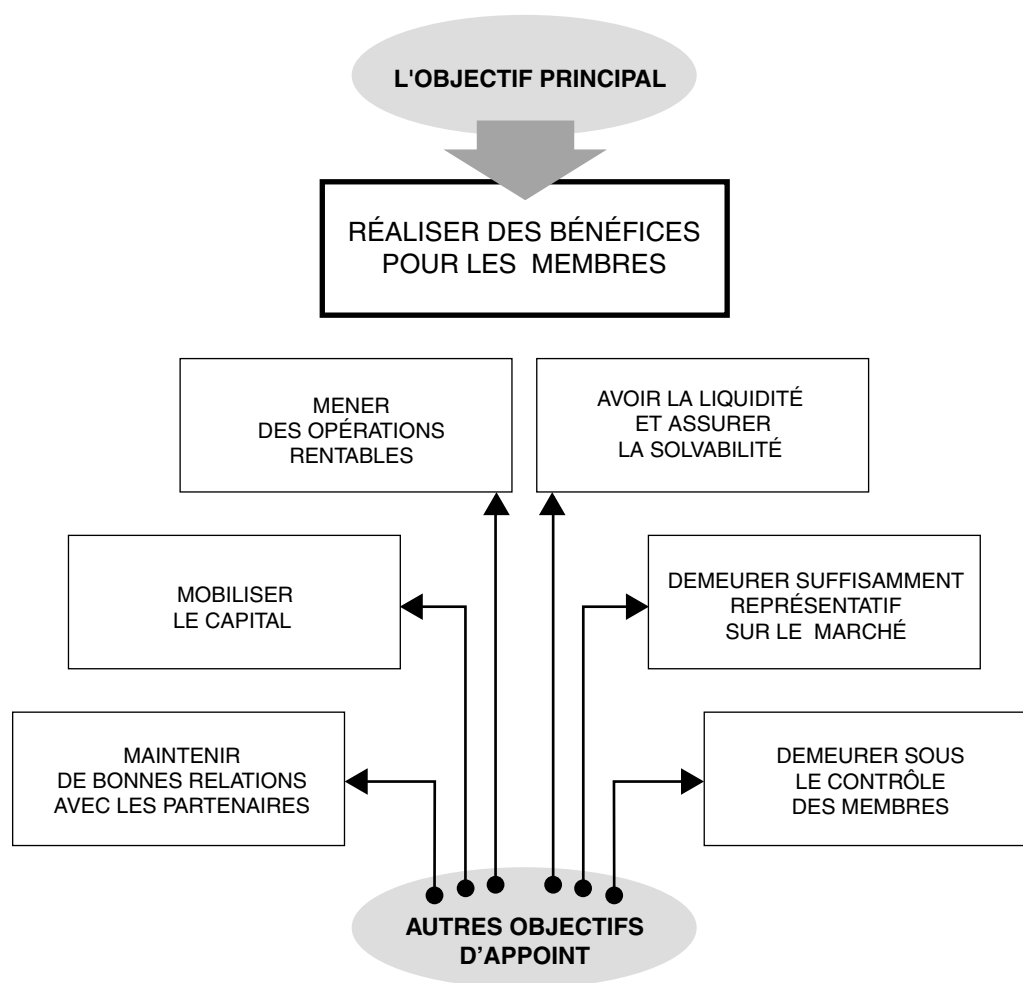 L'OBJECTIF PRINCIPAL
RÉALISER DES BÉNÉFICES
POUR LES MEMBRES
MENER
DES OPÉRATIONS
RENTABLES
AVOIR LA LIQUIDITÉ
ET ASSURER
LA SOLVABILITÉ
MOBILISER
LE CAPITAL
DEMEURER SUFFISAMMENT
REPRÉSENTATIF
SUR LE MARCHÉ
MAINTENIR
DE BONNES RELATIONS
AVEC LES PARTENAIRES
DEMEURER SOUS
LE CONTRÔLE
DES MEMBRES
AUTRES OBJECTIFS
D'APPOINT